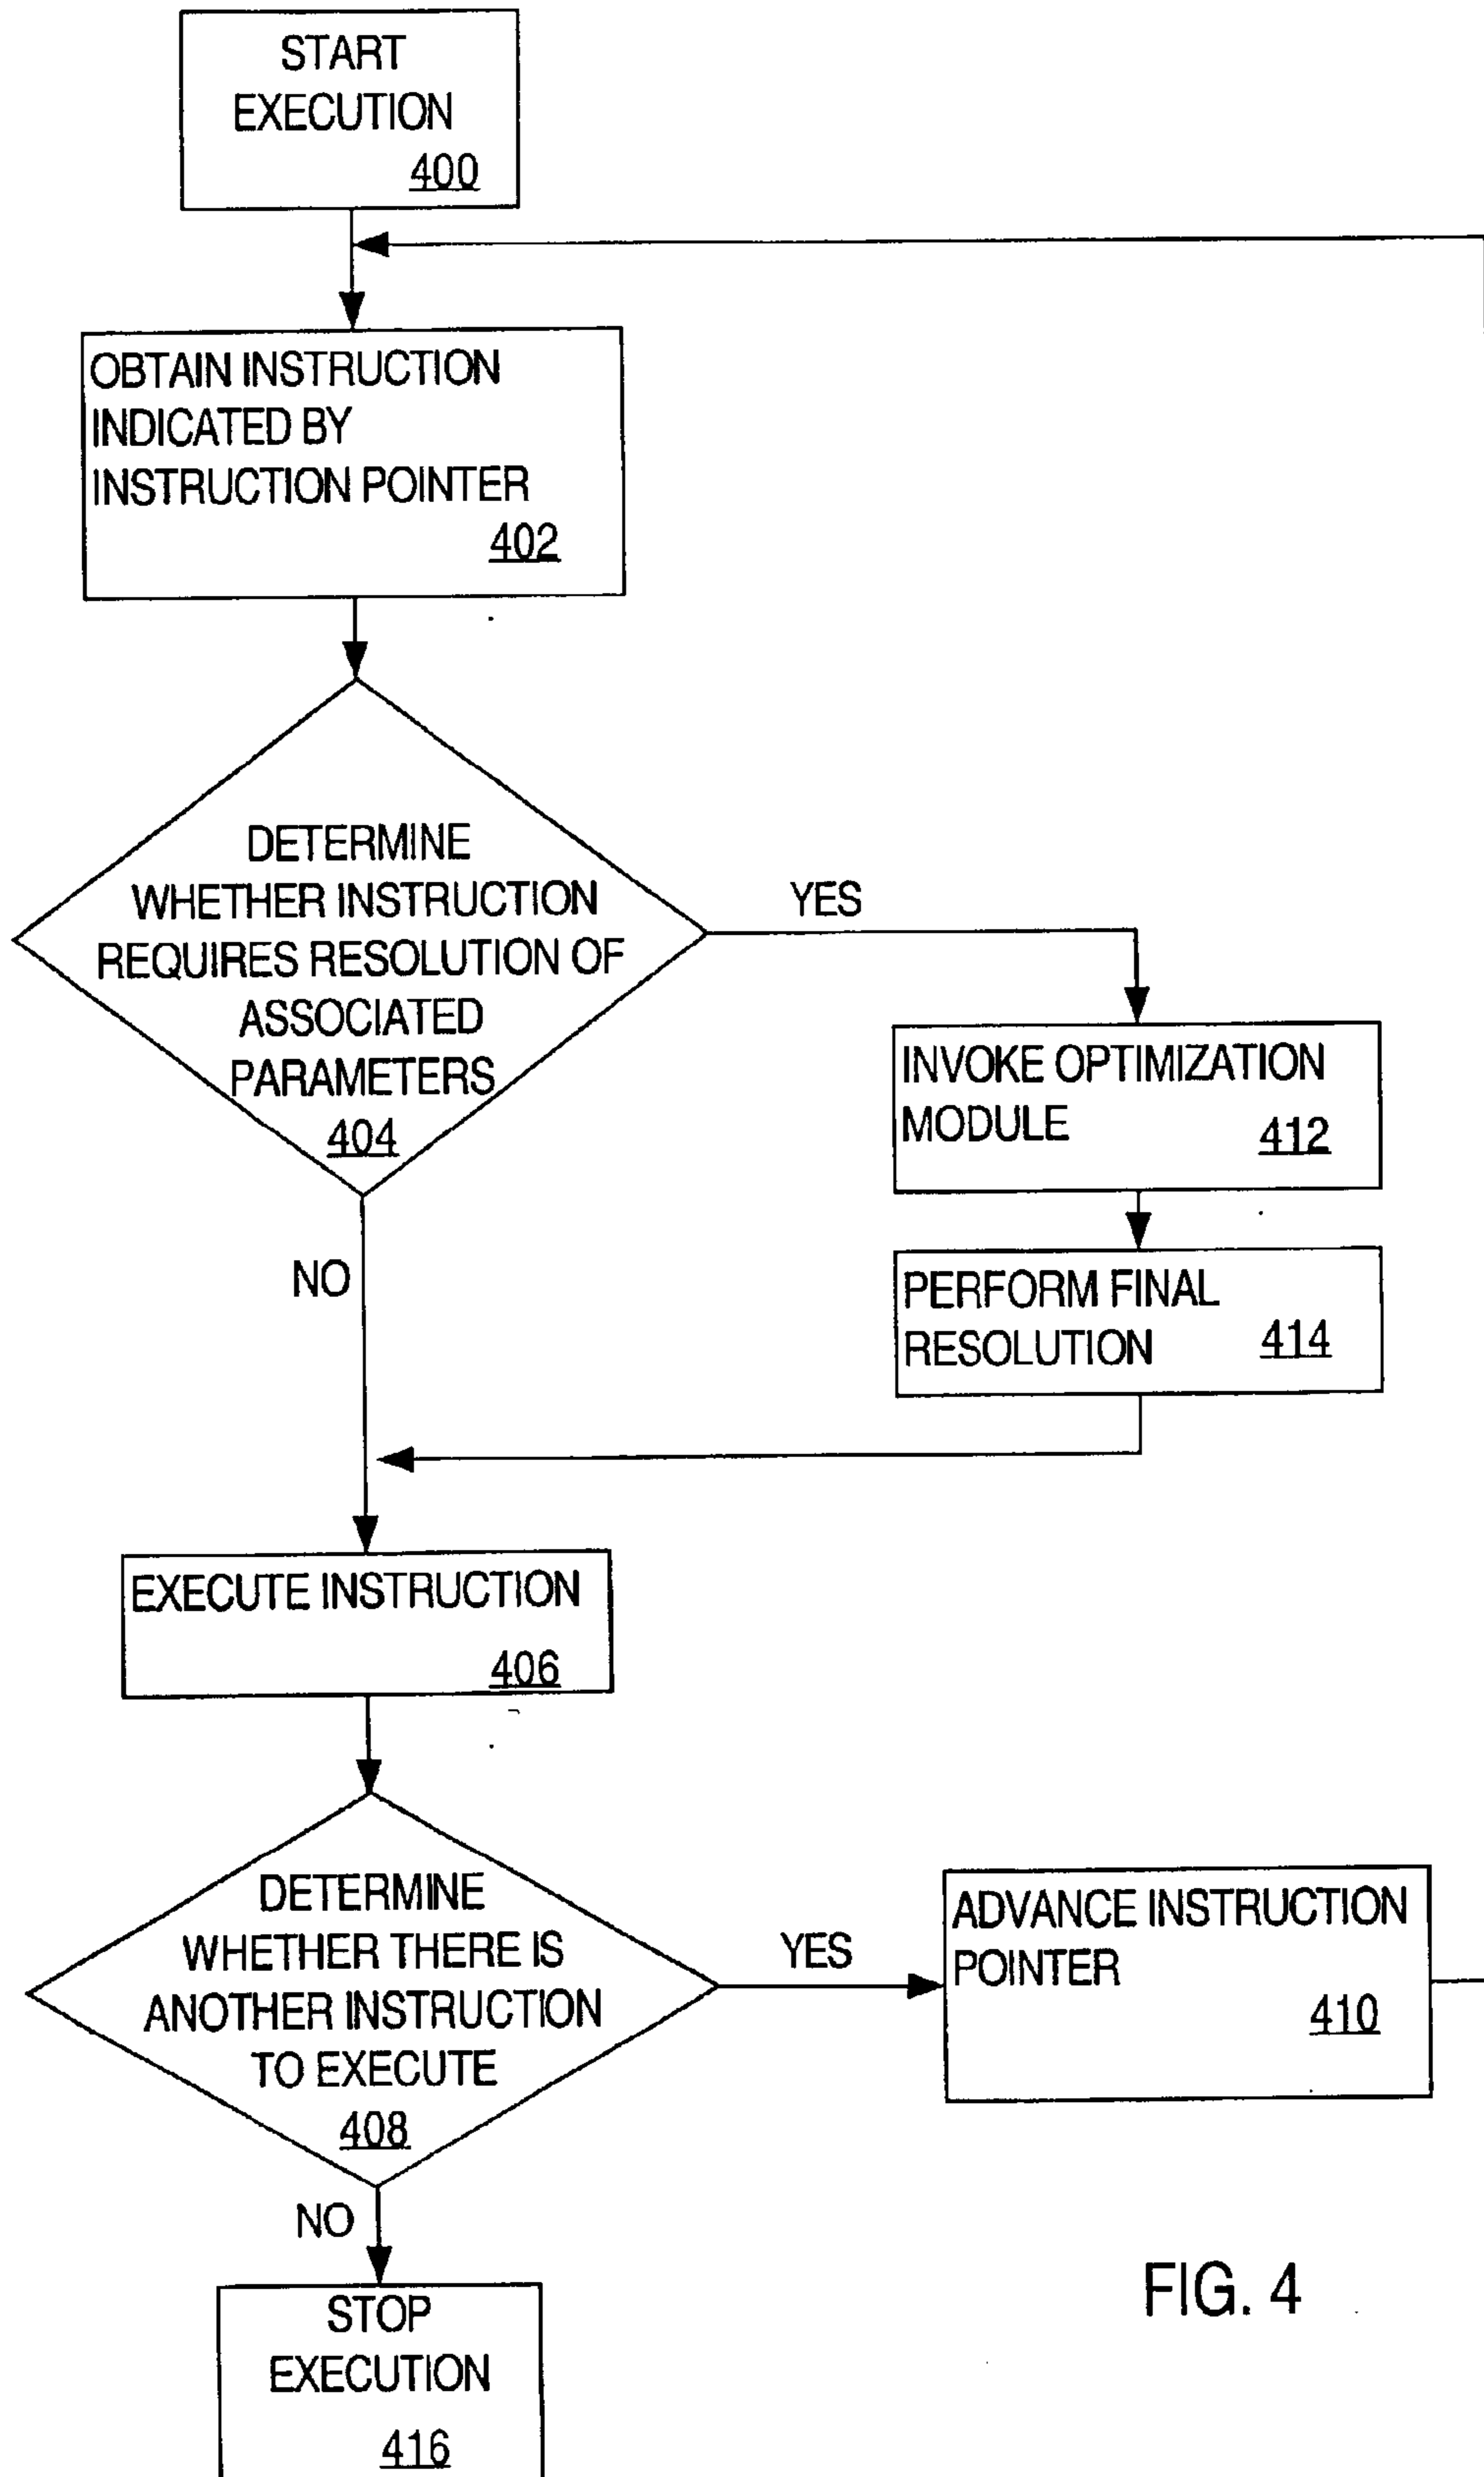 START
EXECUTION
400
OBTAIN INSTRUCTION
INDICATED BY
INSTRUCTION POINTER
402
DETERMINE
WHETHER INSTRUCTION
REQUIRES RESOLUTION OF
ASSOCIATED
PARAMETERS
404
YES
INVOKE OPTIMIZATION
MODULE 412
NO
PERFORM FINAL
RESOLUTION 414
EXECUTE INSTRUCTION
406
DETERMINE
WHETHER THERE IS
ANOTHER INSTRUCTION
TO EXECUTE
408
YES
ADVANCE INSTRUCTION
POINTER
410
NO
STOP
EXECUTION
416
FIG. 4